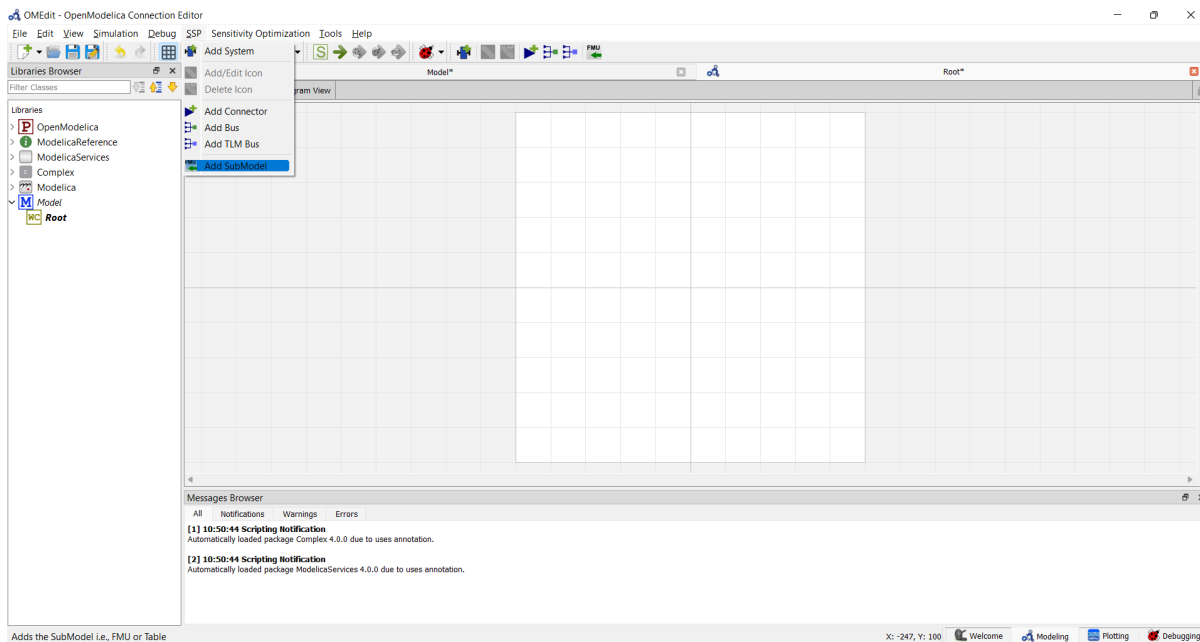 OMEdit - OpenModelica Connection Editor
File Edit View Simulation Debug SSP Sensitivity Optimization Tools Help
S FMU
Libraries Browser
Filter Classes
Libraries
P OpenModelica
i ModelicaReference
ModelicaServices
C Complex
Modelica
M Model
WC Root
Add System
Add/Edit Icon
Delete Icon
Add Connector
Add Bus
Add TLM Bus
FMU Add SubModel
Model* Root*
gram View
Messages Browser
All Notifications Warnings Errors
[1] 10:50:44 Scripting Notification
Automatically loaded package Complex 4.0.0 due to uses annotation.
[2] 10:50:44 Scripting Notification
Automatically loaded package ModelicaServices 4.0.0 due to uses annotation.
Adds the SubModel i.e., FMU or Table X: -247, Y: 100 Welcome Modeling Plotting Debugging